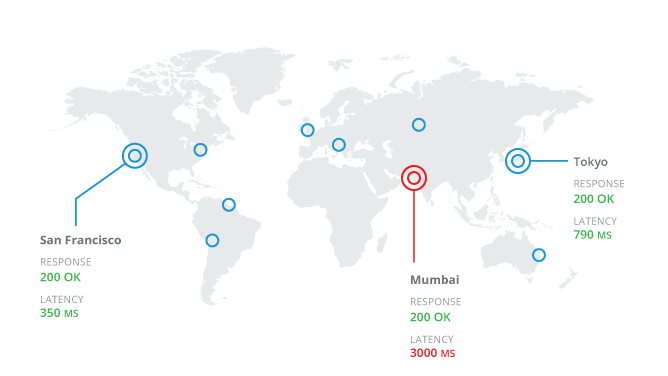 San Francisco
RESPONSE
200 OK
LATENCY
350 MS
Mumbai
RESPONSE
200 OK
LATENCY
3000 MS
Tokyo
RESPONSE
200 OK
LATENCY
790 MS